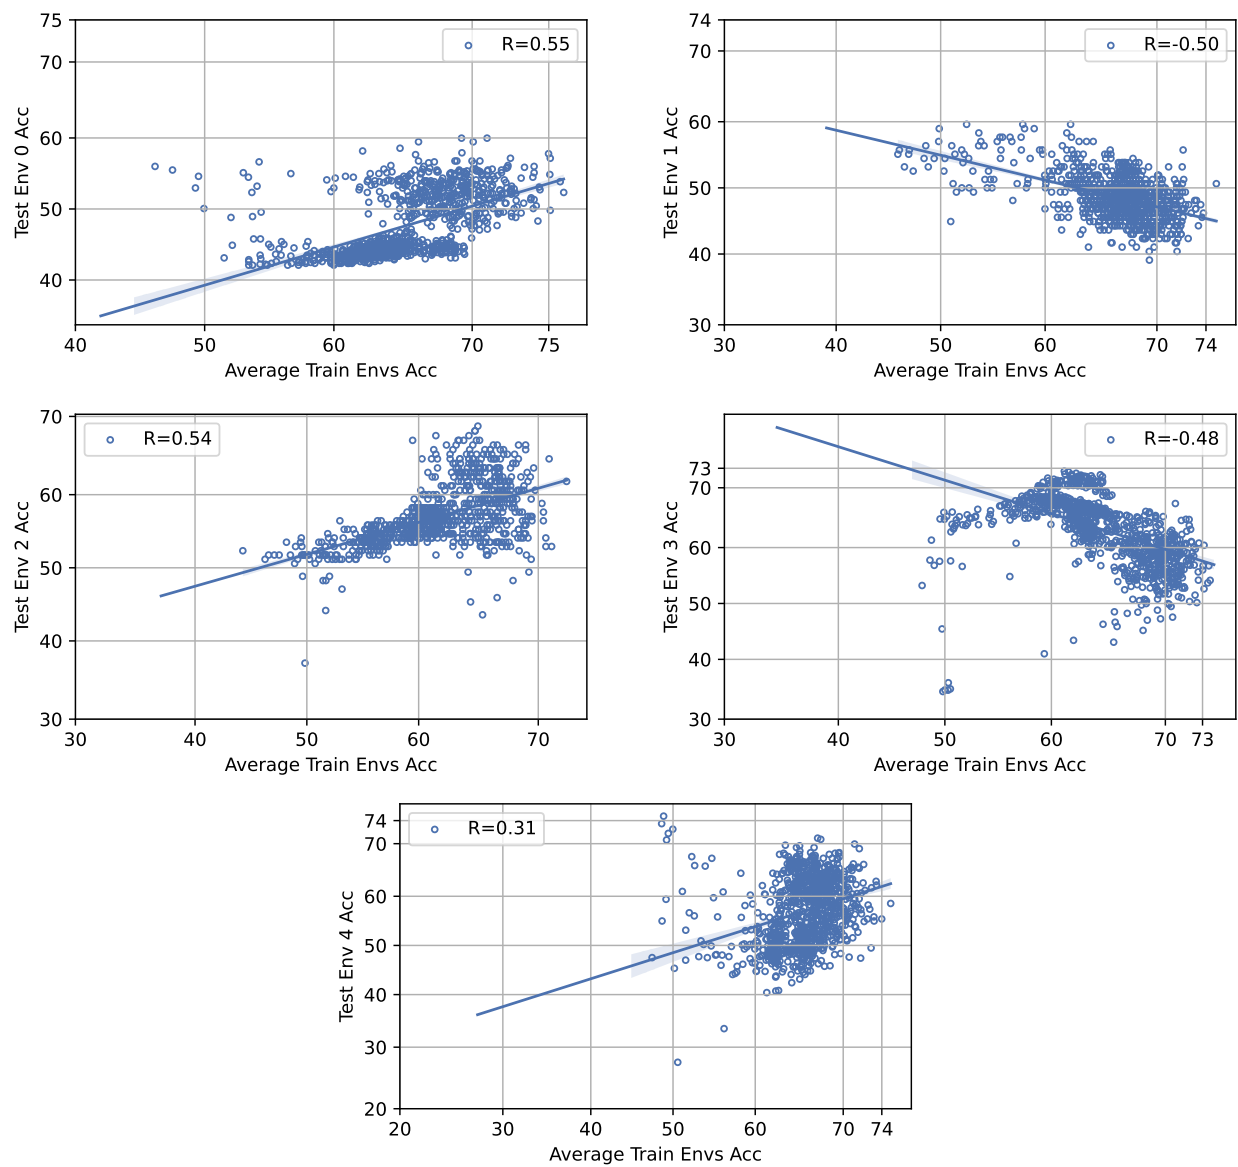 75
70
60
50
40
R=0.55
Test Env 0 Acc
40 50 60 70 75
Average Train Envs Acc
74
70
60
50
40
30
R=-0.50
Test Env 1 Acc
30 40 50 60 70 74
Average Train Envs Acc
70
60
50
40
30
R=0.54
Test Env 2 Acc
30 40 50 60 70
Average Train Envs Acc
73
70
60
50
40
30
R=-0.48
Test Env 3 Acc
30 40 50 60 70 73
Average Train Envs Acc
74
70
60
50
40
30
20
R=0.31
Test Env 4 Acc
20 30 40 50 60 70 74
Average Train Envs Acc